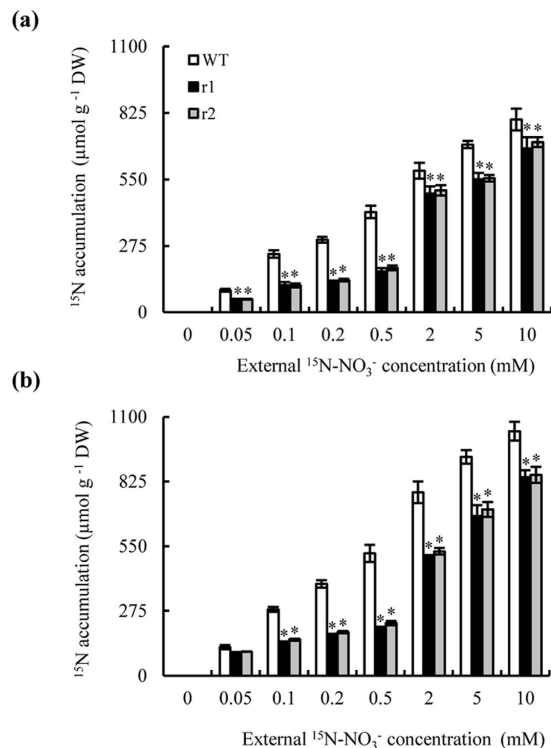 (a)
1100
825
550
275
0
¹⁵N accumulation (μmol g ⁻¹ DW)
WT
r1
r2
**
**
* *
**
**
**
**
0 0.05 0.1 0.2 0.5 2 5 10
External ¹⁵N-NO₃⁻ concentration (mM)
(b)
1100
825
550
275
0
¹⁵N accumulation (μmol g ⁻¹ DW)
* *
* *
* *
* *
* *
* *
0 0.05 0.1 0.2 0.5 2 5 10
External ¹⁵N-NO₃⁻ concentration (mM)